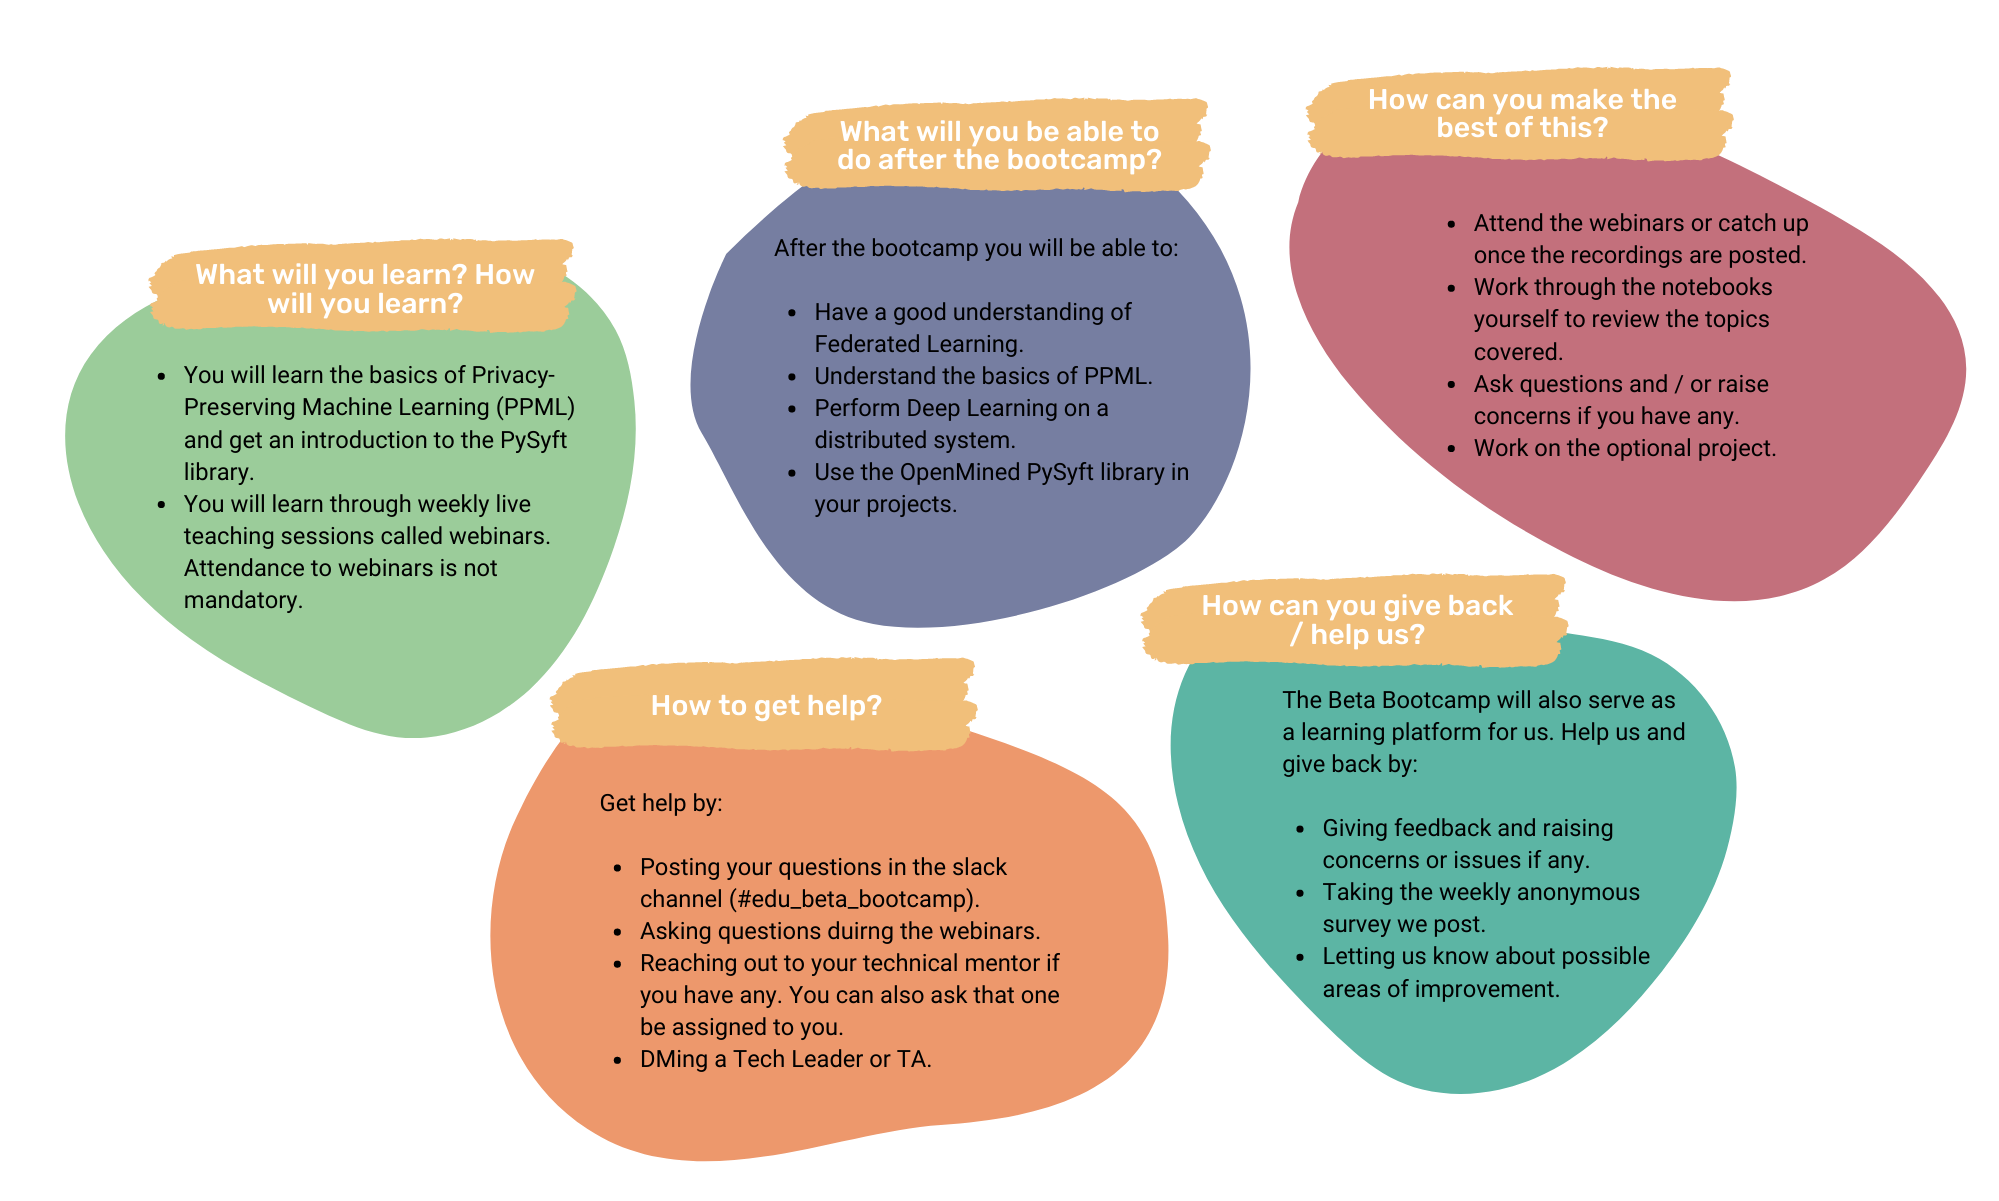 What will you learn? How
will you learn?
• You will learn the basics of Privacy-
Preserving Machine Learning (PPML)
and get an introduction to the PySyft
library.
• You will learn through weekly live
teaching sessions called webinars.
Attendance to webinars is not
mandatory.
What will you be able to
do after the bootcamp?
After the bootcamp you will be able to:
• Have a good understanding of
Federated Learning.
• Understand the basics of PPML.
• Perform Deep Learning on a
distributed system.
• Use the OpenMined PySyft library in
your projects.
How can you make the
best of this?
• Attend the webinars or catch up
once the recordings are posted.
• Work through the notebooks
yourself to review the topics
covered.
• Ask questions and / or raise
concerns if you have any.
• Work on the optional project.
How to get help?
Get help by:
• Posting your questions in the slack
channel (#edu_beta_bootcamp).
• Asking questions duirng the webinars.
• Reaching out to your technical mentor if
you have any. You can also ask that one
be assigned to you.
• DMing a Tech Leader or TA.
How can you give back
/ help us?
The Beta Bootcamp will also serve as
a learning platform for us. Help us and
give back by:
• Giving feedback and raising
concerns or issues if any.
• Taking the weekly anonymous
survey we post.
• Letting us know about possible
areas of improvement.